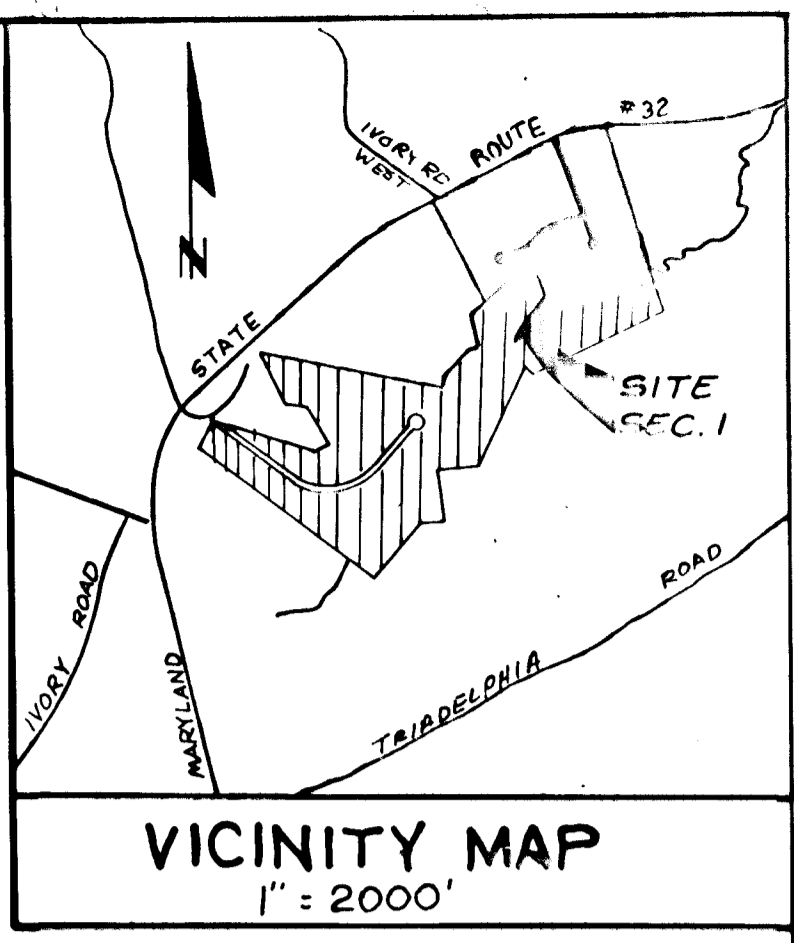 # 32
ROUTE
IVORY RD
WEST
N
STATE
SITE
SEC. 1
ROAD
IVORY ROAD
MARYLAND
TRIADELPHIA
VICINITY MAP
1" = 2000'